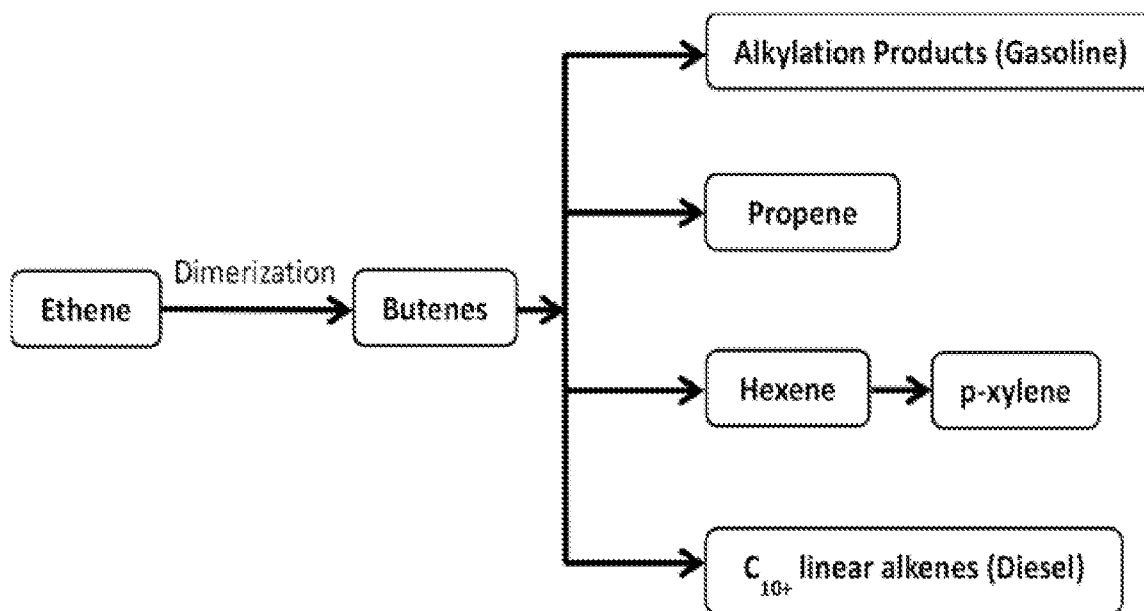 Alkylation Products (Gasoline)
Propene
Dimerization
Ethene
Butenes
Hexene
p-xylene
C₁₀₊ linear alkenes (Diesel)